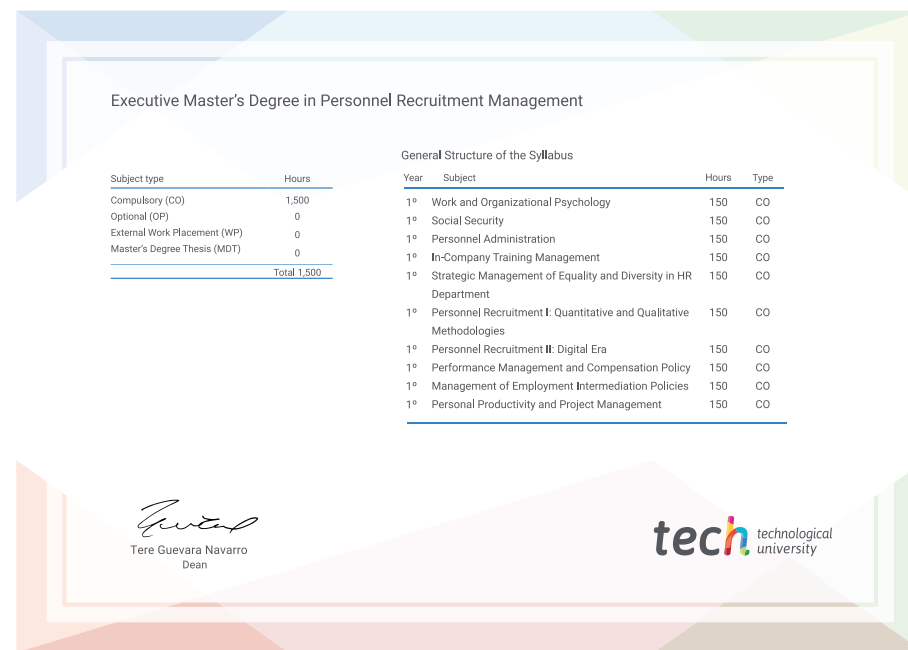 Executive Master's Degree in Personnel Recruitment Management
Subject type Hours
Compulsory (CO) 1,500
Optional (OP) 0
External Work Placement (WP) 0
Master's Degree Thesis (MDT) 0
Total 1,500
General Structure of the Syllabus
Year Subject Hours Type
1º Work and Organizational Psychology 150 CO
1º Social Security 150 CO
1º Personnel Administration 150 CO
1º In-Company Training Management 150 CO
1º Strategic Management of Equality and Diversity in HR 150 CO
Department
1º Personnel Recruitment I: Quantitative and Qualitative 150 CO
Methodologies
1º Personnel Recruitment II: Digital Era 150 CO
1º Performance Management and Compensation Policy 150 CO
1º Management of Employment Intermediation Policies 150 CO
1º Personal Productivity and Project Management 150 CO
Tere Guevara Navarro
Dean
tech technological
university